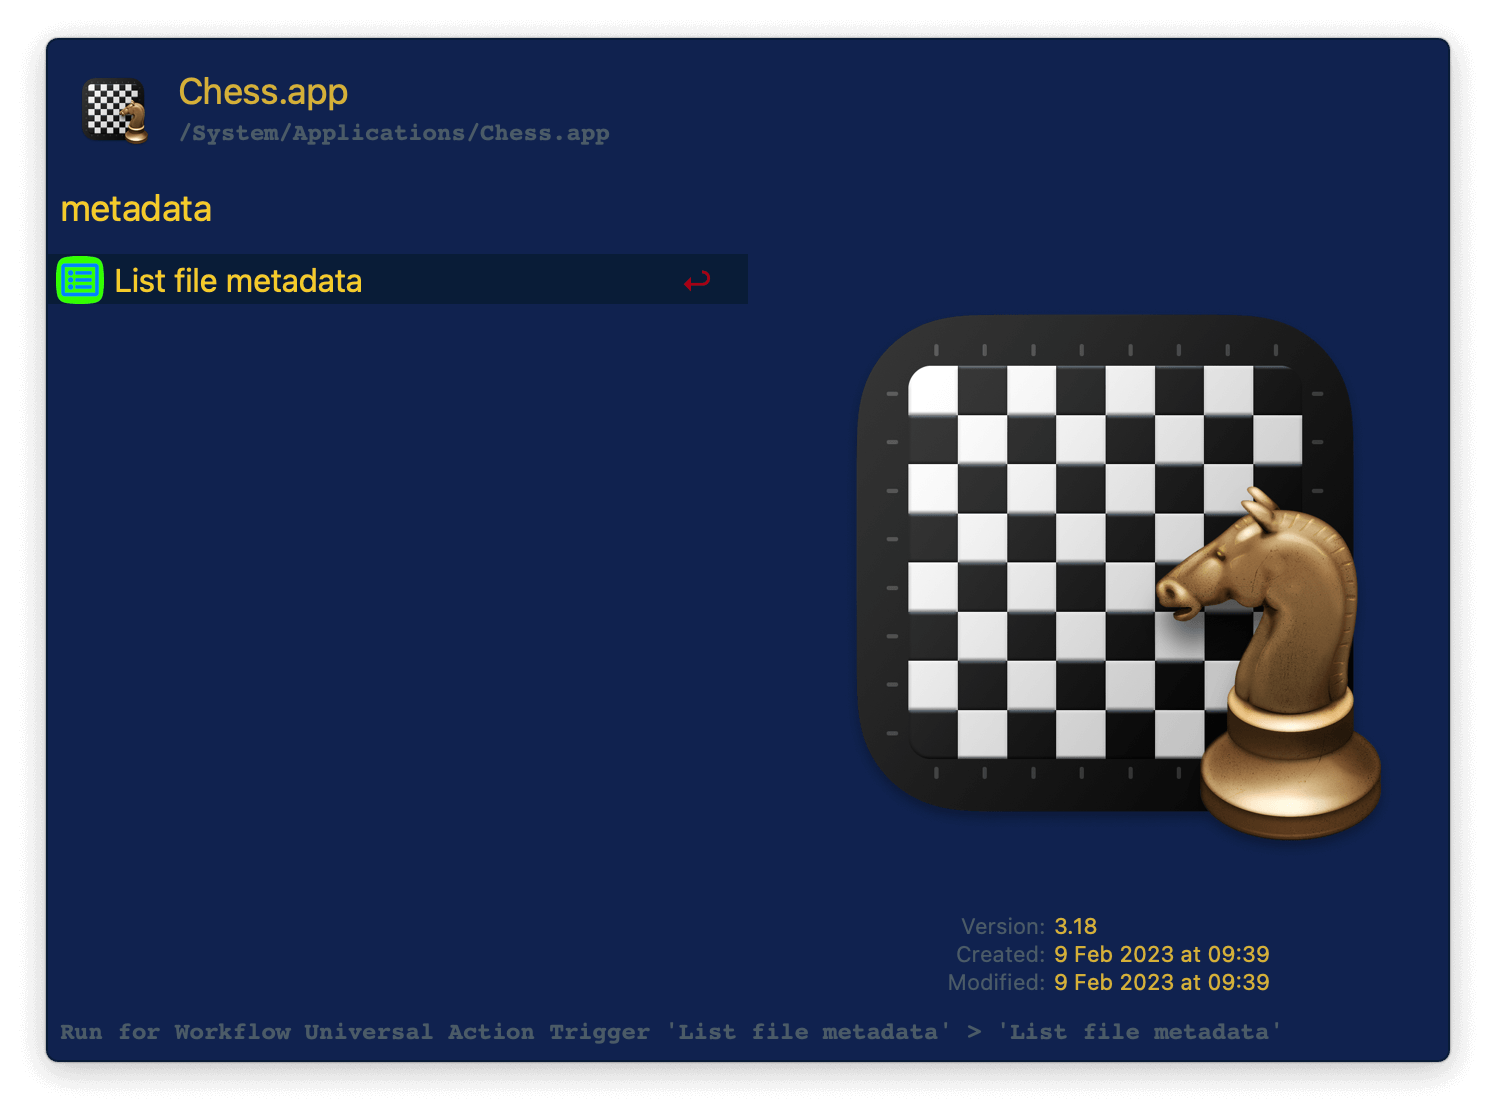 Chess.app
/System/Applications/Chess.app
metadata
List file metadata
Version: 3.18
Created: 9 Feb 2023 at 09:39
Modified: 9 Feb 2023 at 09:39
Run for Workflow Universal Action Trigger 'List file metadata' > 'List file metadata'